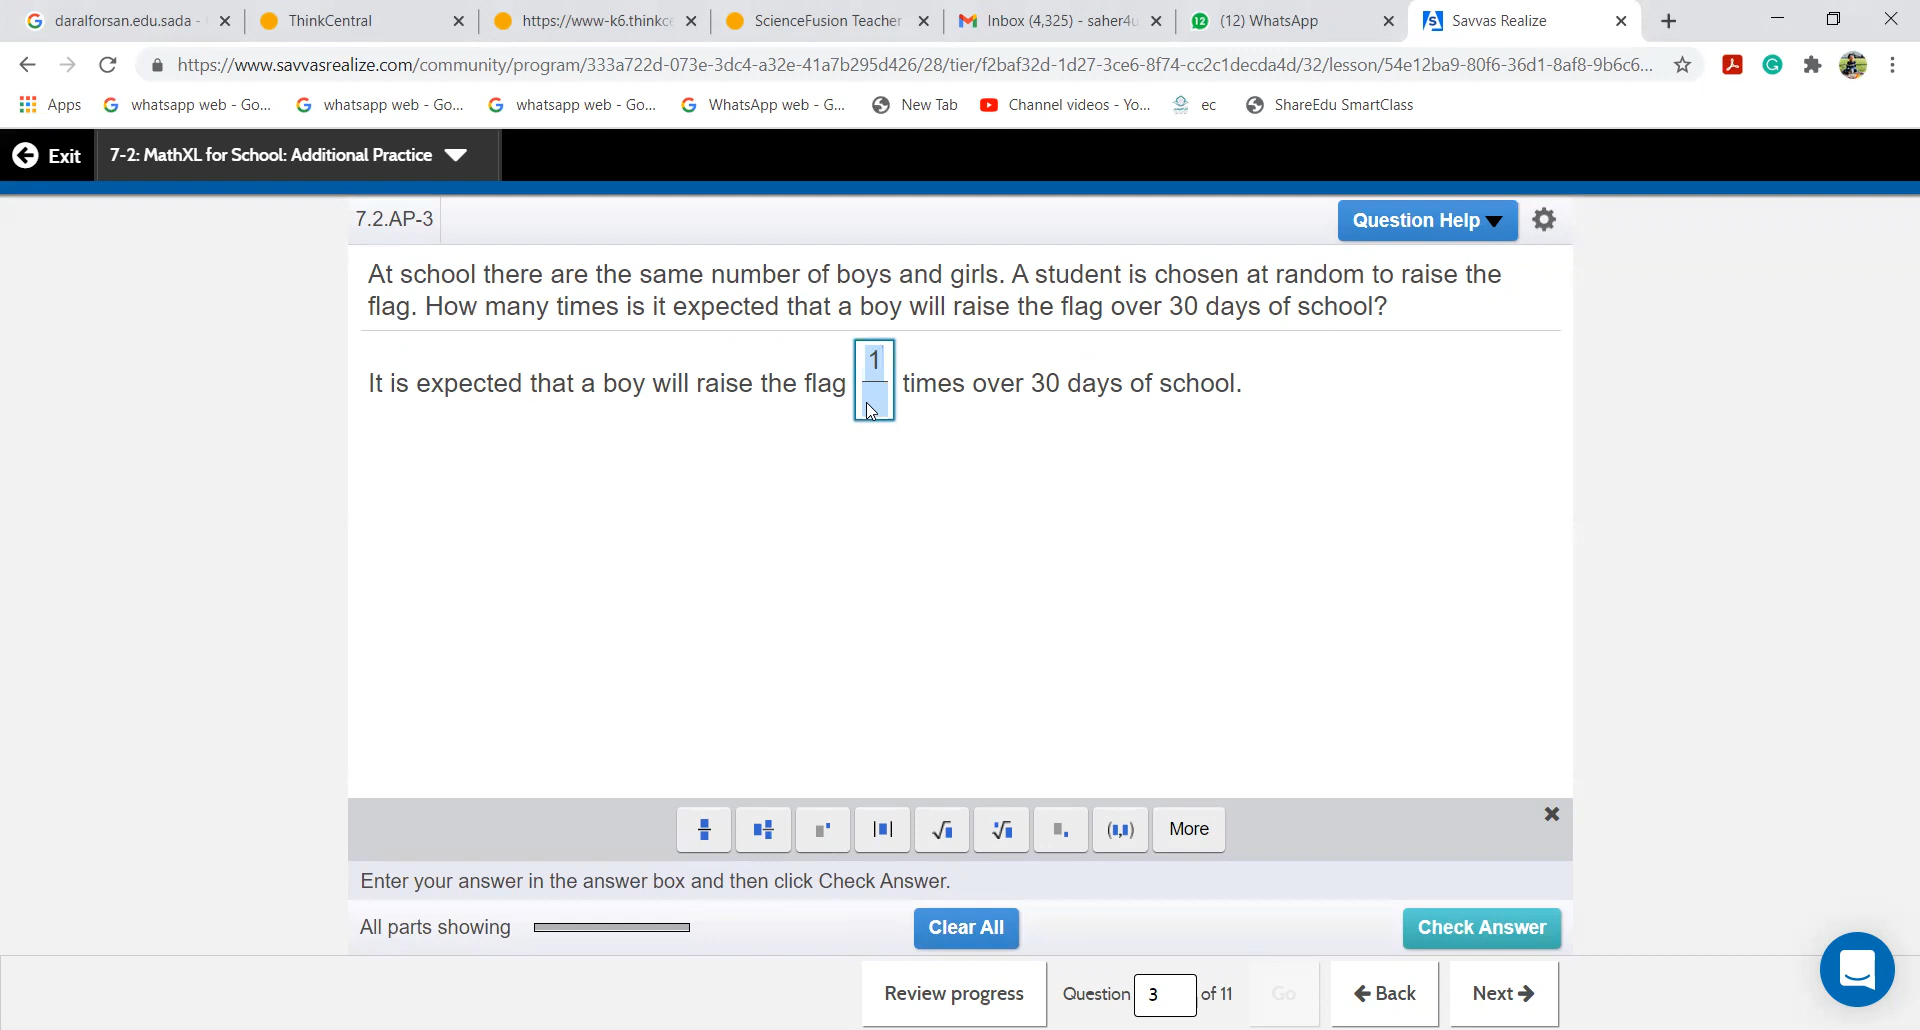 daralforsan.edu.sada -
ThinkCentral
https://www-k6.thinkce
ScienceFusion Teacher
Inbox (4,325) - saher4u
12
(12) WhatsApp
Savvas Realize
https://www.savvasrealize.com/community/program/333a722d-073e-3dc4-a32e-41a7b295d426/28/tier/f2baf32d-1d27-3ce6-8f74-cc2c1decda4d/32/lesson/54e12ba9-80f6-36d1-8af8-9b6c6...
Apps
whatsapp web - Go...
whatsapp web - Go...
whatsapp web - Go...
WhatsApp web - G...
New Tab
Channel videos - Yo...
ec
ShareEdu SmartClass
Exit
7-2: MathXL for School: Additional Practice
7.2.AP-3
Question Help
At school there are the same number of boys and girls. A student is chosen at random to raise the
flag. How many times is it expected that a boy will raise the flag over 30 days of school?
1
It is expected that a boy will raise the flag times over 30 days of school.
More
Enter your answer in the answer box and then click Check Answer.
All parts showing
Clear All
Check Answer
Review progress
Question 3 of 11
Go
Back
Next